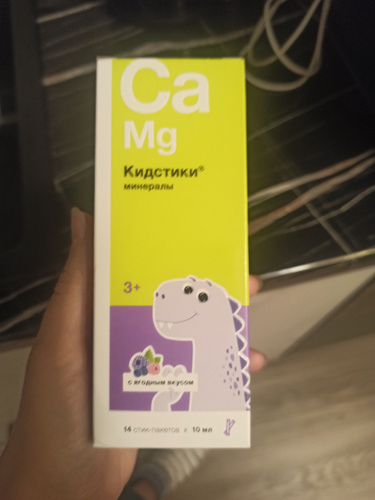 Ca
Mg
Кидстики®
минералы
3+
с ягодным вкусом
14 стик-пакетов х 10 мл